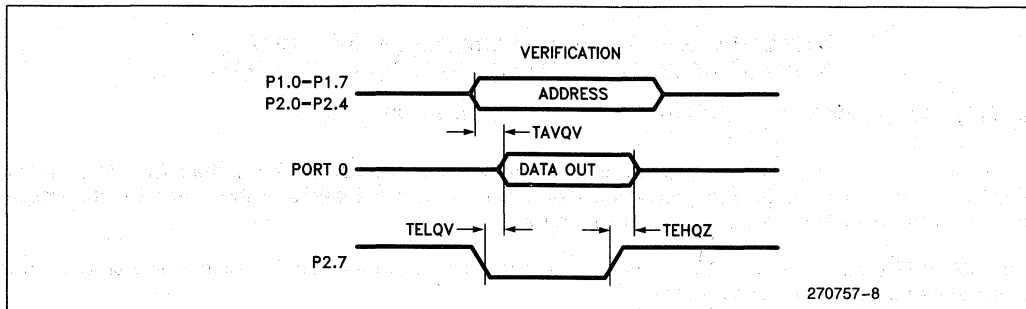 VERIFICATION
P1.0–P1.7
P2.0–P2.4
ADDRESS
TAVQV
PORT 0
DATA OUT
TELQV
TEHQZ
P2.7
270757–8